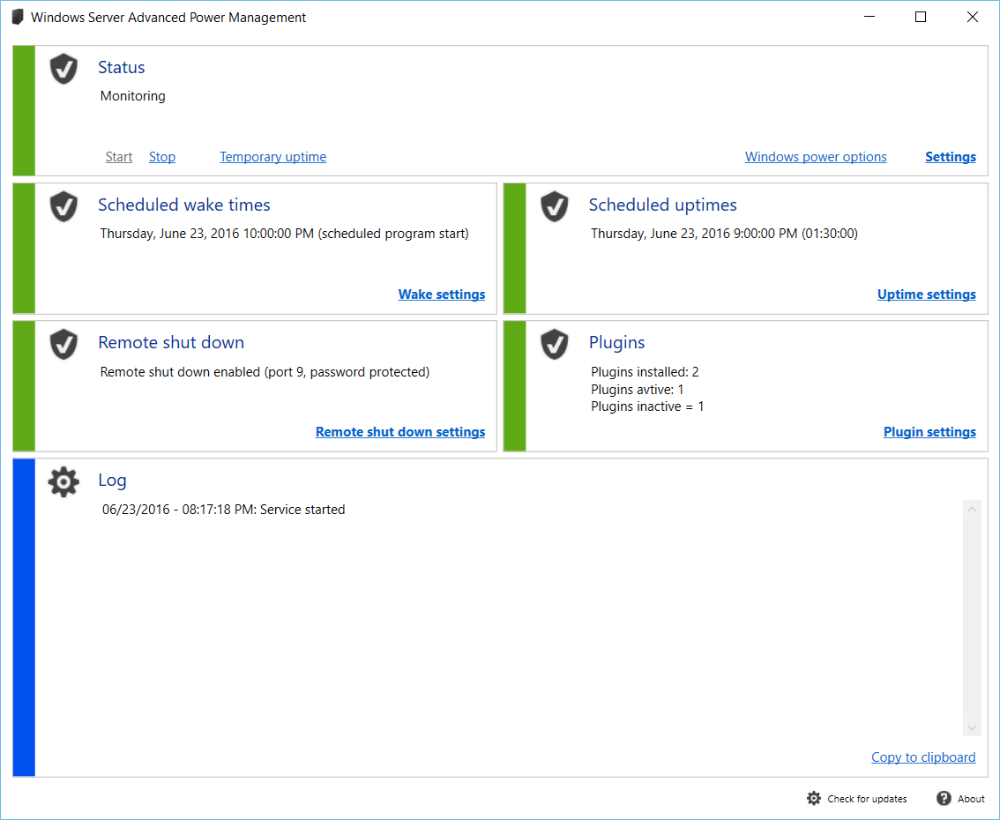 Windows Server Advanced Power Management
Status
Monitoring
Start Stop Temporary uptime Windows power options Settings
Scheduled wake times
Thursday, June 23, 2016 10:00:00 PM (scheduled program start)
Wake settings
Scheduled uptimes
Thursday, June 23, 2016 9:00:00 PM (01:30:00)
Uptime settings
Remote shut down
Remote shut down enabled (port 9, password protected)
Remote shut down settings
Plugins
Plugins installed: 2
Plugins avtive: 1
Plugins inactive = 1
Plugin settings
Log
06/23/2016 - 08:17:18 PM: Service started
Copy to clipboard
Check for updates About